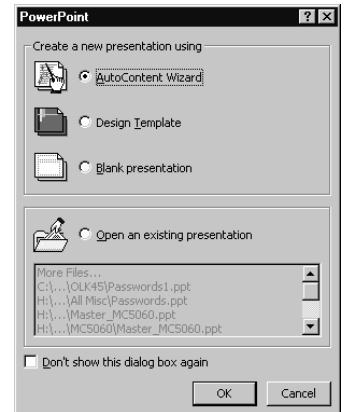 PowerPoint
Create a new presentation using
AutoContent Wizard
Design Template
Blank presentation
Open an existing presentation
More Files...
C:\...\OLK45\Passwords1.ppt
H:\...\All Misc\Passwords.ppt
H:\...\Master_MC5060.ppt
H:\...\MC5060\Master_MC5060.ppt
Don't show this dialog box again
OK Cancel